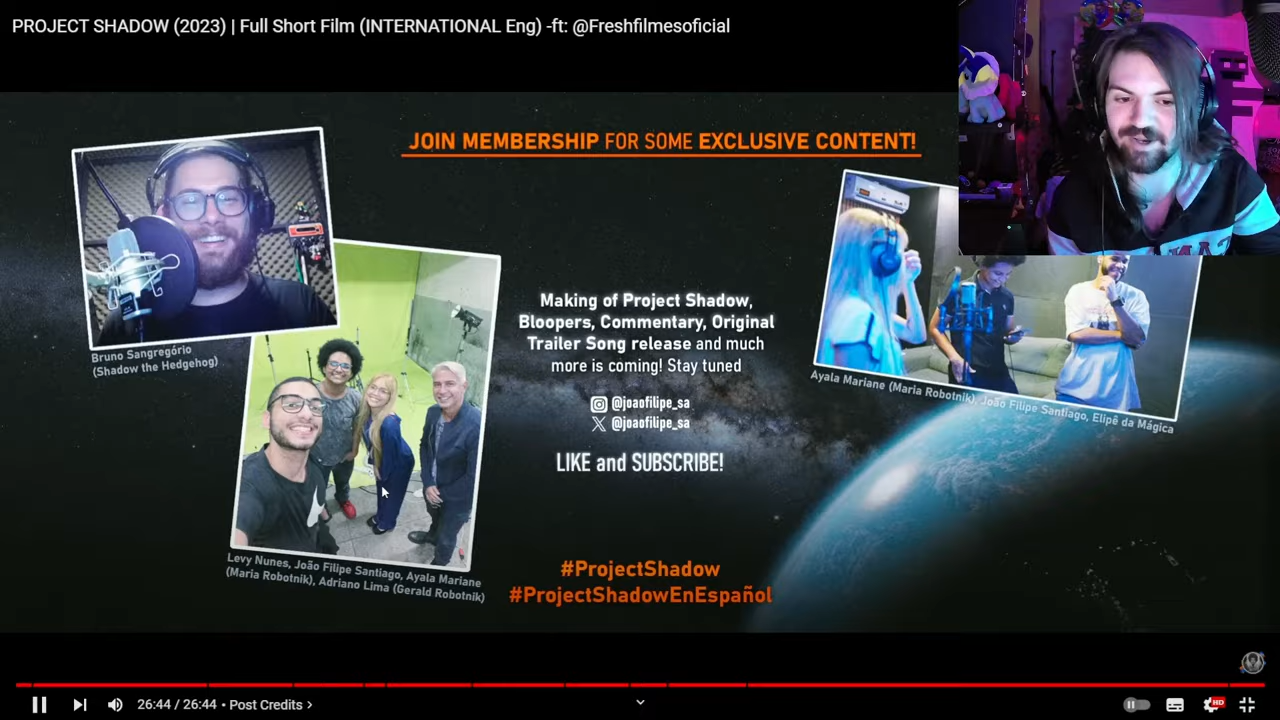 PROJECT SHADOW (2023) | Full Short Film (INTERNATIONAL Eng) -ft: @Freshfilmesoficial
JOIN MEMBERSHIP FOR SOME EXCLUSIVE CONTENT!
Bruno Sangregório
(Shadow the Hedgehog)
Making of Project Shadow,
Bloopers, Commentary, Original
Trailer Song release and much
more is coming! Stay tuned
@joaofilipe_sa
@joaofilipe_sa
LIKE and SUBSCRIBE!
Ayala Mariane (Maria Robotnik), João Filipe Santiago, Elipê da Mágica
Levy Nunes, João Filipe Santiago, Ayala Mariane
(Maria Robotnik), Adriano Lima (Gerald Robotnik)
#ProjectShadow
#ProjectShadowEnEspañol
26:44 / 26:44 • Post Credits >
HD